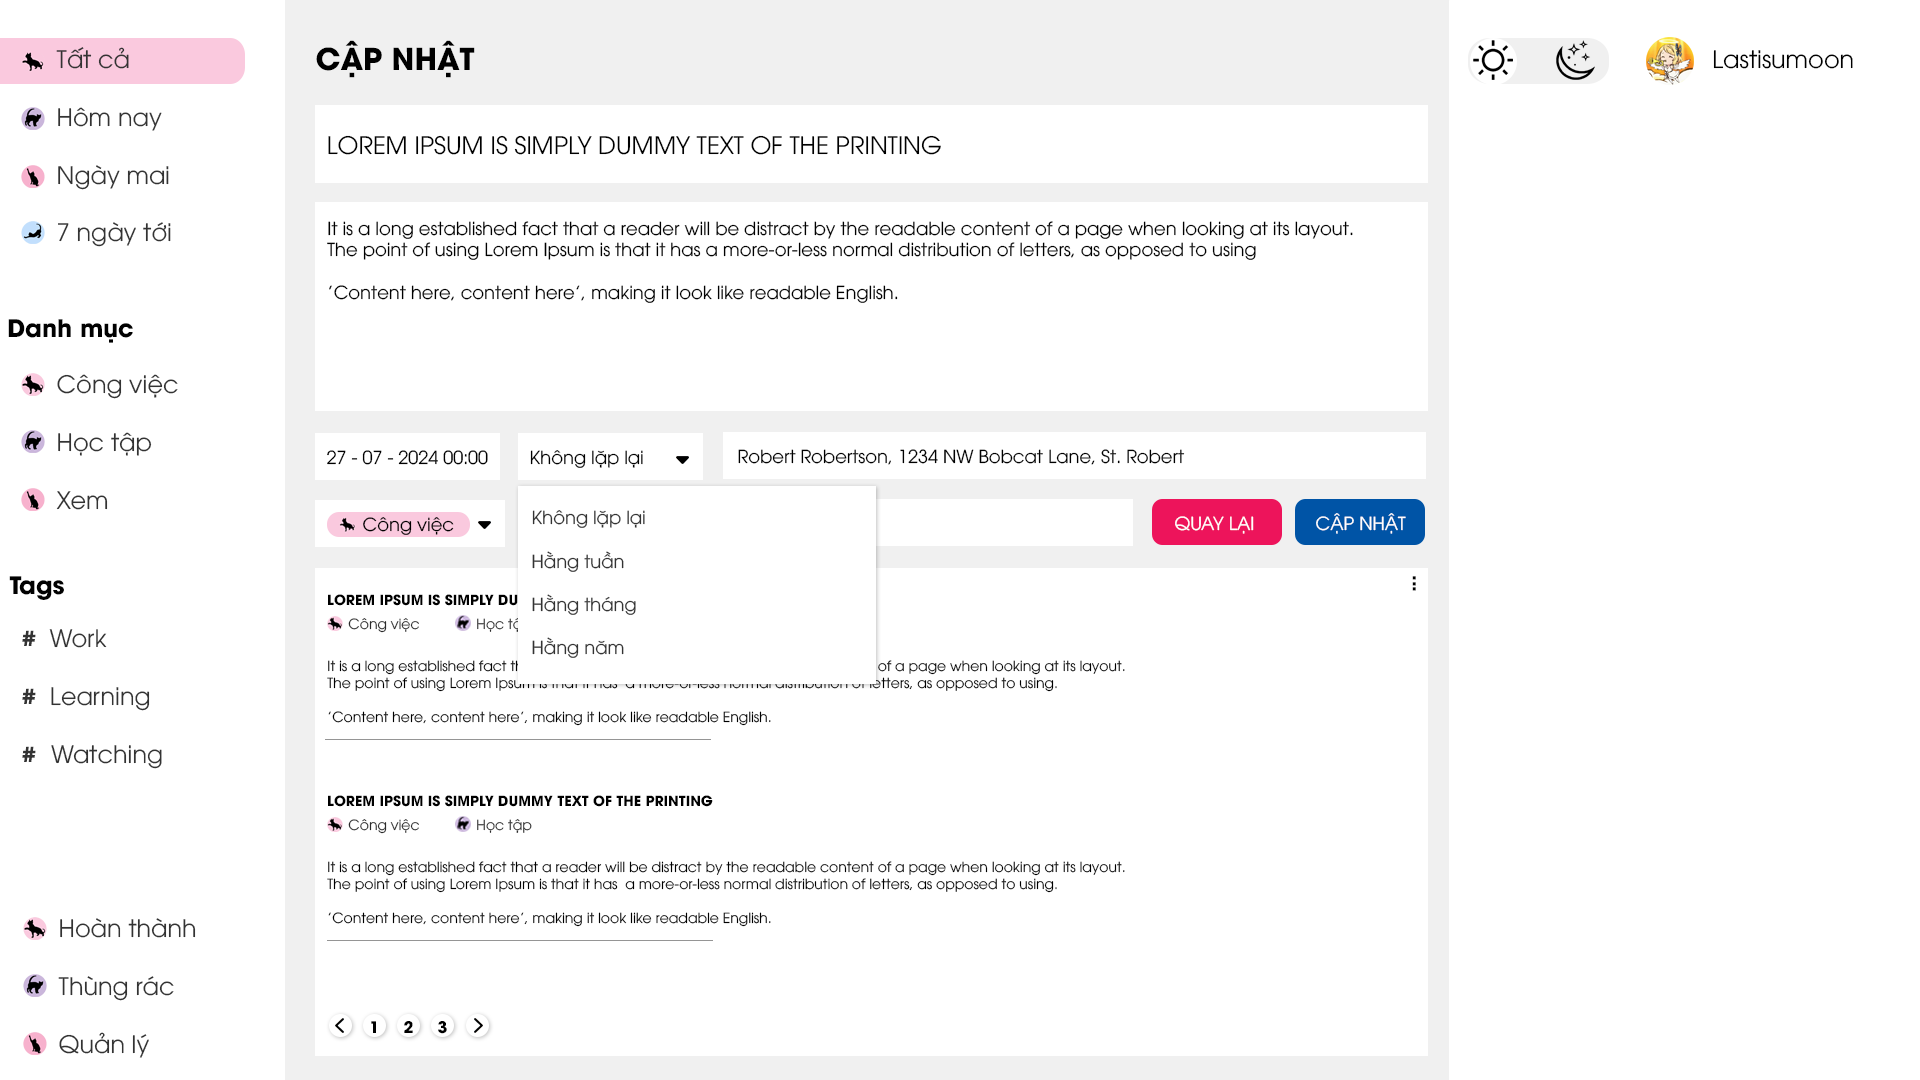 Tất cả
Hôm nay
Ngày mai
7 ngày tới
Danh mục
Công việc
Học tập
Xem
Tags
# Work
# Learning
# Watching
Hoàn thành
Thùng rác
Quản lý
CẬP NHẬT
LOREM IPSUM IS SIMPLY DUMMY TEXT OF THE PRINTING
It is a long established fact that a reader will be distract by the readable content of a page when looking at its layout.
The point of using Lorem Ipsum is that it has a more-or-less normal distribution of letters, as opposed to using
'Content here, content here', making it look like readable English.
27 - 07 - 2024 00:00
Không lặp lại
Robert Robertson, 1234 NW Bobcat Lane, St. Robert
Công việc
Không lặp lại
Hằng tuần
Hằng tháng
Hằng năm
QUAY LẠI
CẬP NHẬT
LOREM IPSUM IS SIMPLY DU
Công việc
Học
It is a long established fact
of a page when looking at its layout.
The point of using Lorem Ipsum is that it has a more-or-less normal distribution of letters, as opposed to using.
'Content here, content here', making it look like readable English.
LOREM IPSUM IS SIMPLY DUMMY TEXT OF THE PRINTING
Công việc
Học tập
It is a long established fact that a reader will be distract by the readable content of a page when looking at its layout.
The point of using Lorem Ipsum is that it has a more-or-less normal distribution of letters, as opposed to using.
'Content here, content here', making it look like readable English.
1 2 3
Lastisumoon